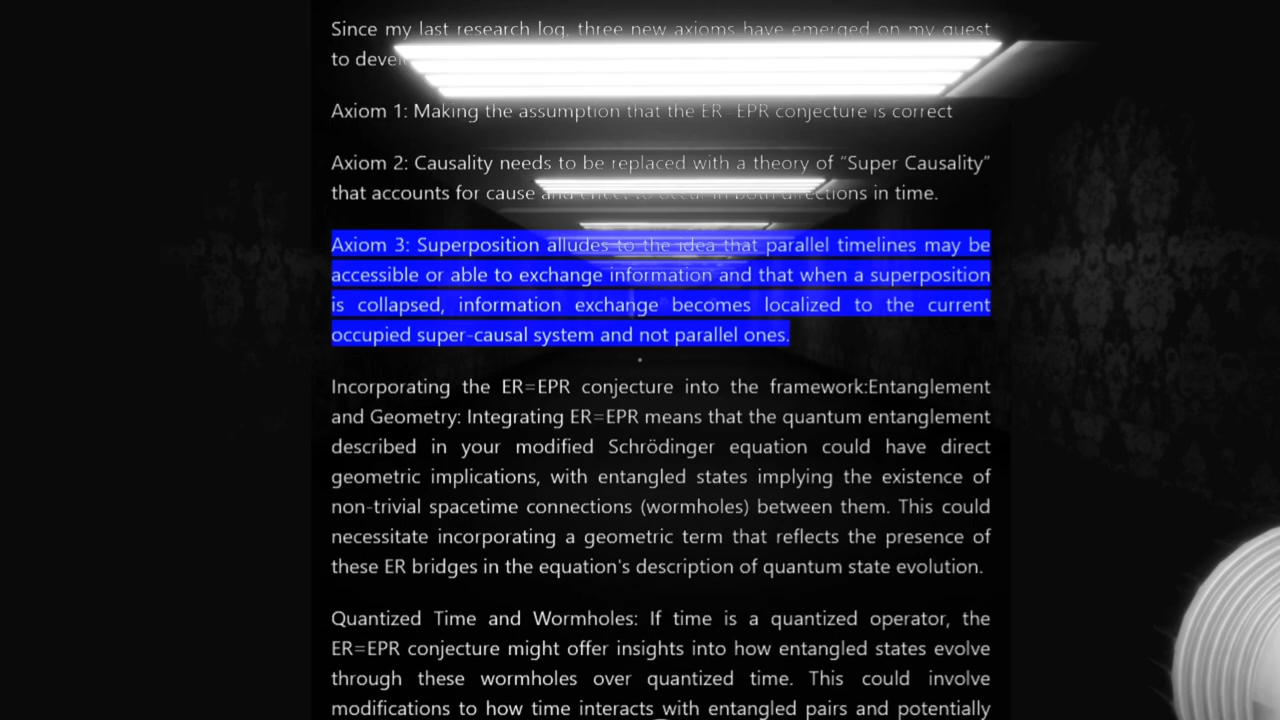 Since my last research log, three new axioms have emerged on my quest
to
Axiom 1: Making the assumption that the ER=EPR conjecture is correct
Axiom 2: Causality needs to be replaced with a theory of “Super Causality”
that accounts for cause and effect to occur in both directions in time.
Axiom 3: Superposition alludes to the idea that parallel timelines may be
accessible or able to exchange information and that when a superposition
is collapsed, information exchange becomes localized to the current
occupied super-causal system and not parallel ones.
Incorporating the ER=EPR conjecture into the framework:Entanglement
and Geometry: Integrating ER=EPR means that the quantum entanglement
described in your modified Schrödinger equation could have direct
geometric implications, with entangled states implying the existence of
non-trivial spacetime connections (wormholes) between them. This could
necessitate incorporating a geometric term that reflects the presence of
these ER bridges in the equation's description of quantum state evolution.
Quantized Time and Wormholes: If time is a quantized operator, the
ER=EPR conjecture might offer insights into how entangled states evolve
through these wormholes over quantized time. This could involve
modifications to how time interacts with entangled pairs and potentially